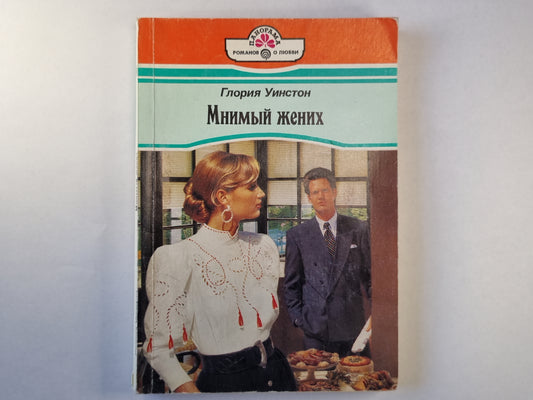 ПАНОРАМА
РОМАНОВ О ЛЮБВИ
Глория Уинстон
Мнимый жених